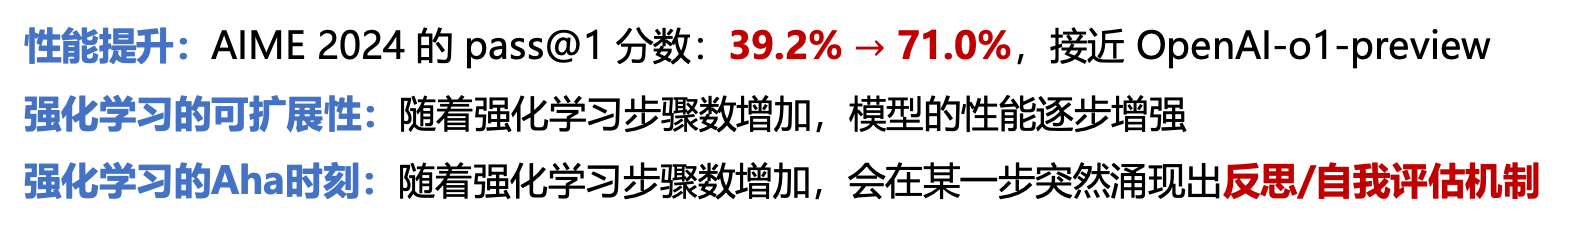 性能提升：AIME 2024 的 pass@1 分数：39.2% → 71.0%，接近 OpenAI-o1-preview
强化学习的可扩展性：随着强化学习步骤数增加，模型的性能逐步增强
强化学习的Aha时刻：随着强化学习步骤数增加，会在某一步突然涌现出反思/自我评估机制